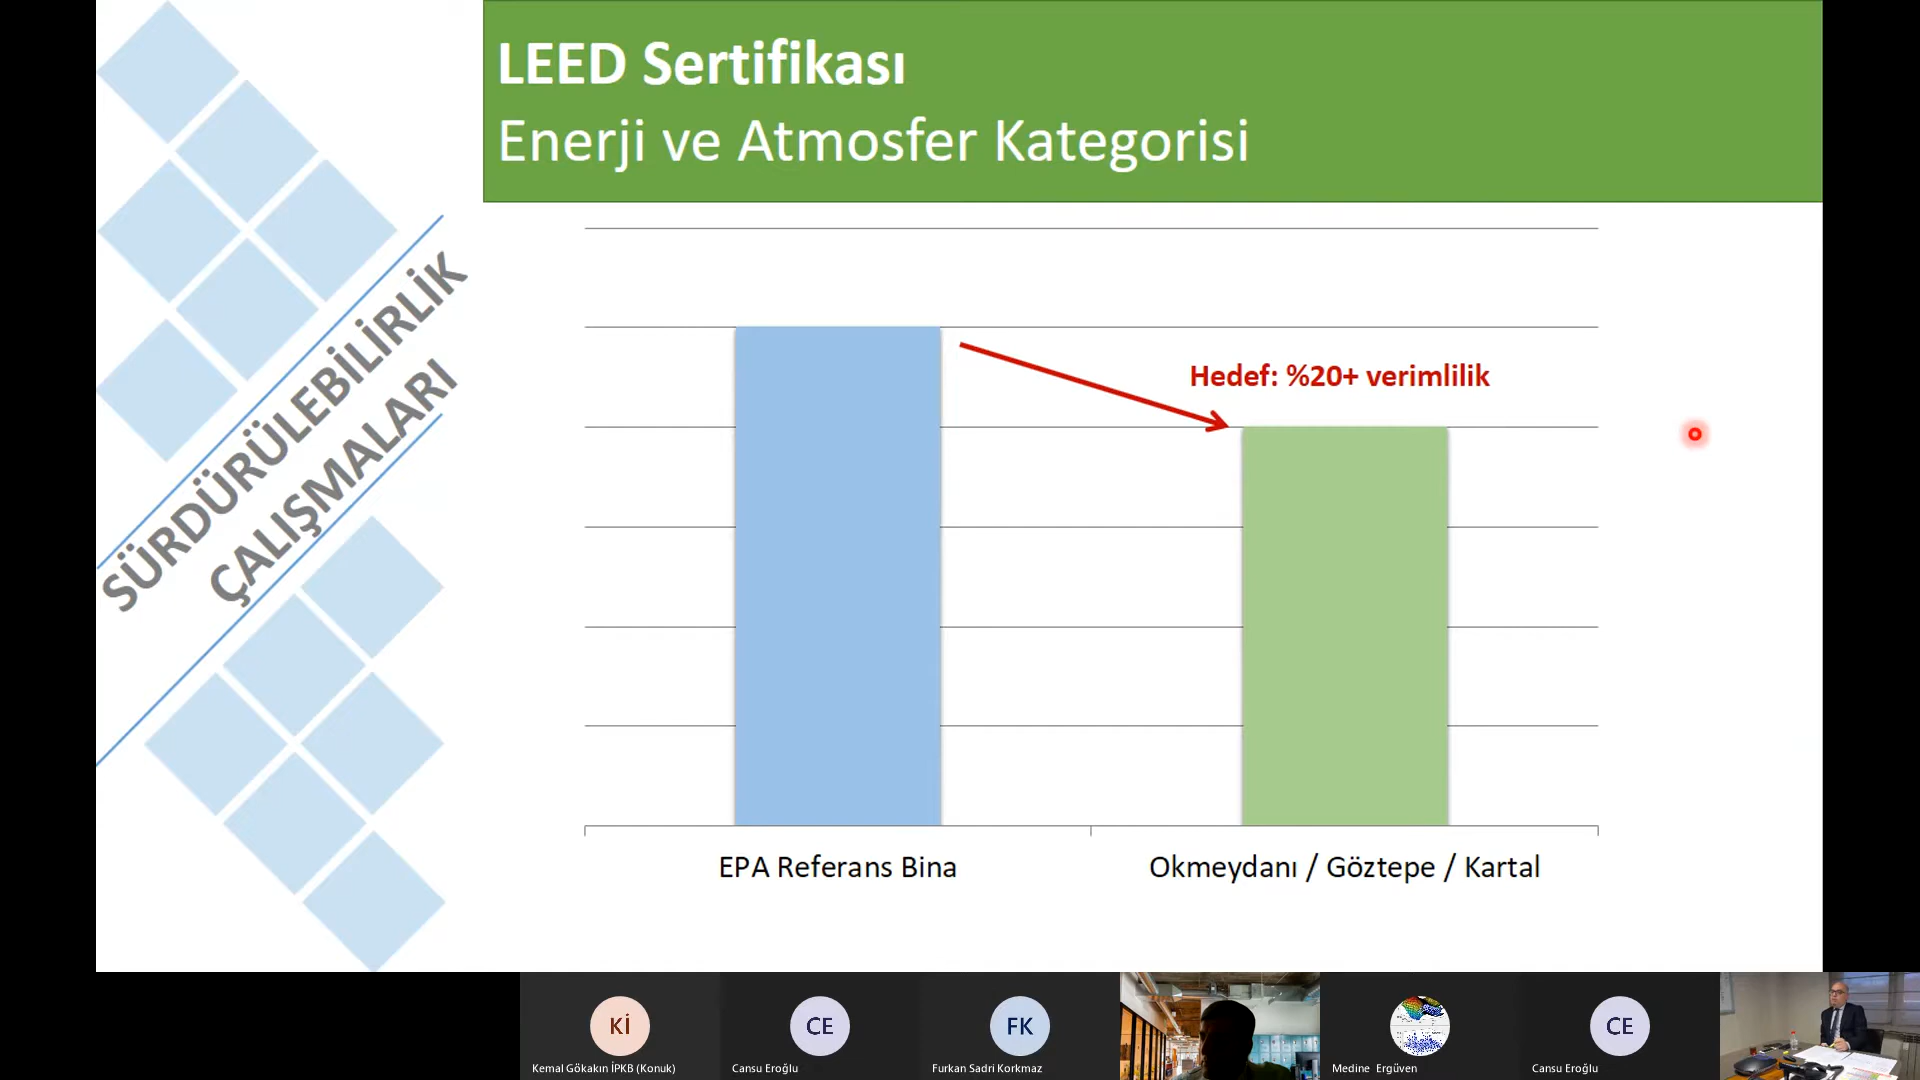 LEED Sertifikası
Enerji ve Atmosfer Kategorisi
SÜRDÜRÜLEBİLİRLİK
ÇALIŞMALARI
Hedef: %20+ verimlilik
EPA Referans Bina
Okmeydanı / Göztepe / Kartal
Kİ
CE
FK
CE
Kemal Gökakın İPKB (Konuk)
Cansu Eroğlu
Furkan Sadri Korkmaz
Medine Ergüven
Cansu Eroğlu